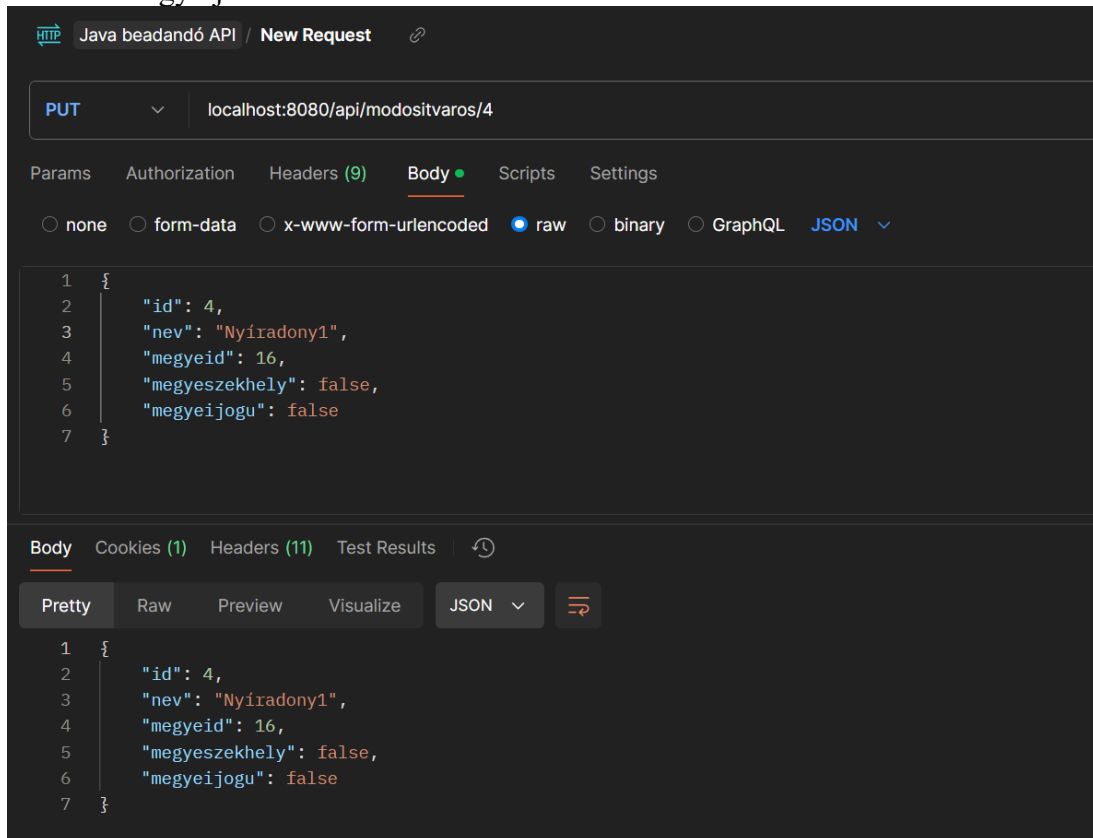 HTTP Java beadandó API / New Request
PUT localhost:8080/api/modositvaros/4
Params Authorization Headers (9) Body Scripts Settings
none form-data x-www-form-urlencoded raw binary GraphQL JSON
1 {
2 "id": 4,
3 "nev": "Nyíradony1",
4 "megyeid": 16,
5 "megyeszekhely": false,
6 "megyeijogu": false
7 }
Body Cookies (1) Headers (11) Test Results
Pretty Raw Preview Visualize JSON
1 {
2 "id": 4,
3 "nev": "Nyíradony1",
4 "megyeid": 16,
5 "megyeszekhely": false,
6 "megyeijogu": false
7 }